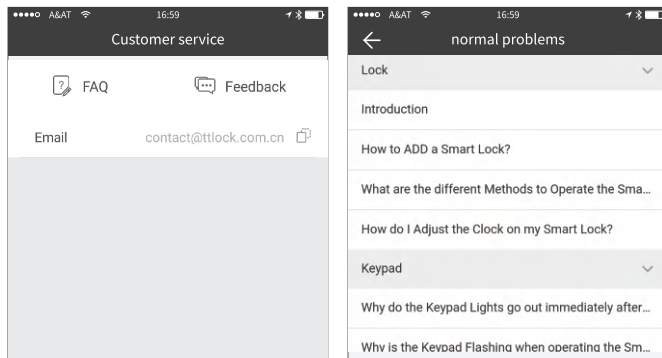 A&AT 16:59
Customer service
FAQ Feedback
Email contact@ttlock.com.cn
A&AT 16:59
normal problems
Lock
Introduction
How to ADD a Smart Lock?
What are the different Methods to Operate the Sma...
How do I Adjust the Clock on my Smart Lock?
Keypad
Why do the Keypad Lights go out immediately after...
Why is the Keypad Flashing when operating the Sm...